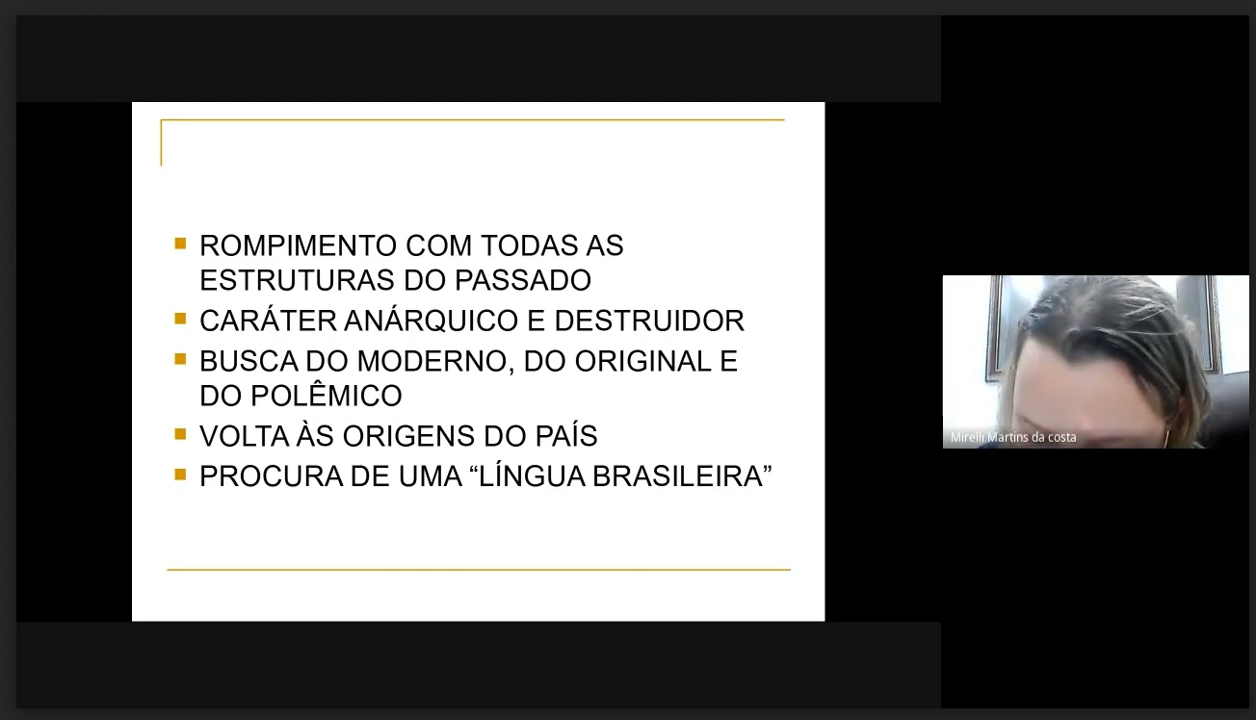 ROMPIMENTO COM TODAS AS
ESTRUTURAS DO PASSADO
CARÁTER ANÁRQUICO E DESTRUIDOR
BUSCA DO MODERNO, DO ORIGINAL E
DO POLÊMICO
VOLTA ÀS ORIGENS DO PAÍS
PROCURA DE UMA “LÍNGUA BRASILEIRA”
Mirelli Martins da costa